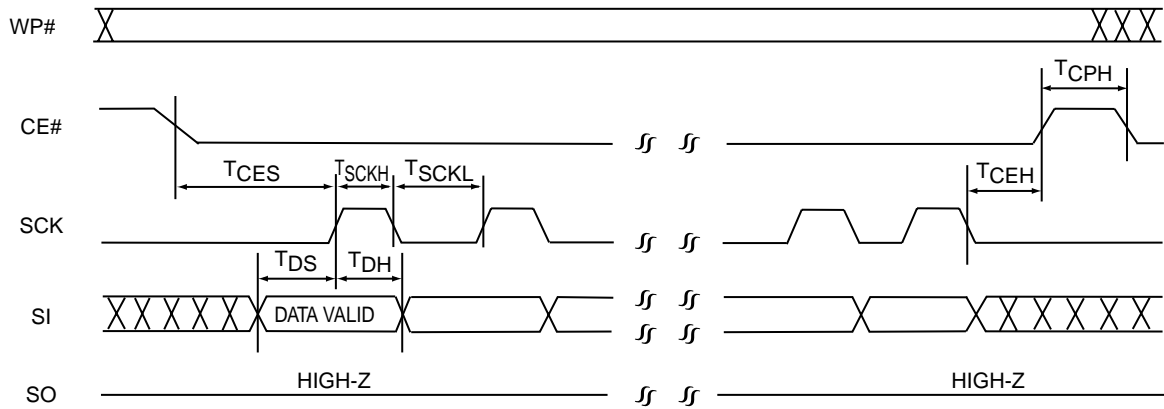 WP#
TCPH
CE#
TCES TSCKH TSCKL TCEH
SCK
TDS TDH
SI DATA VALID
HIGH-Z HIGH-Z
SO